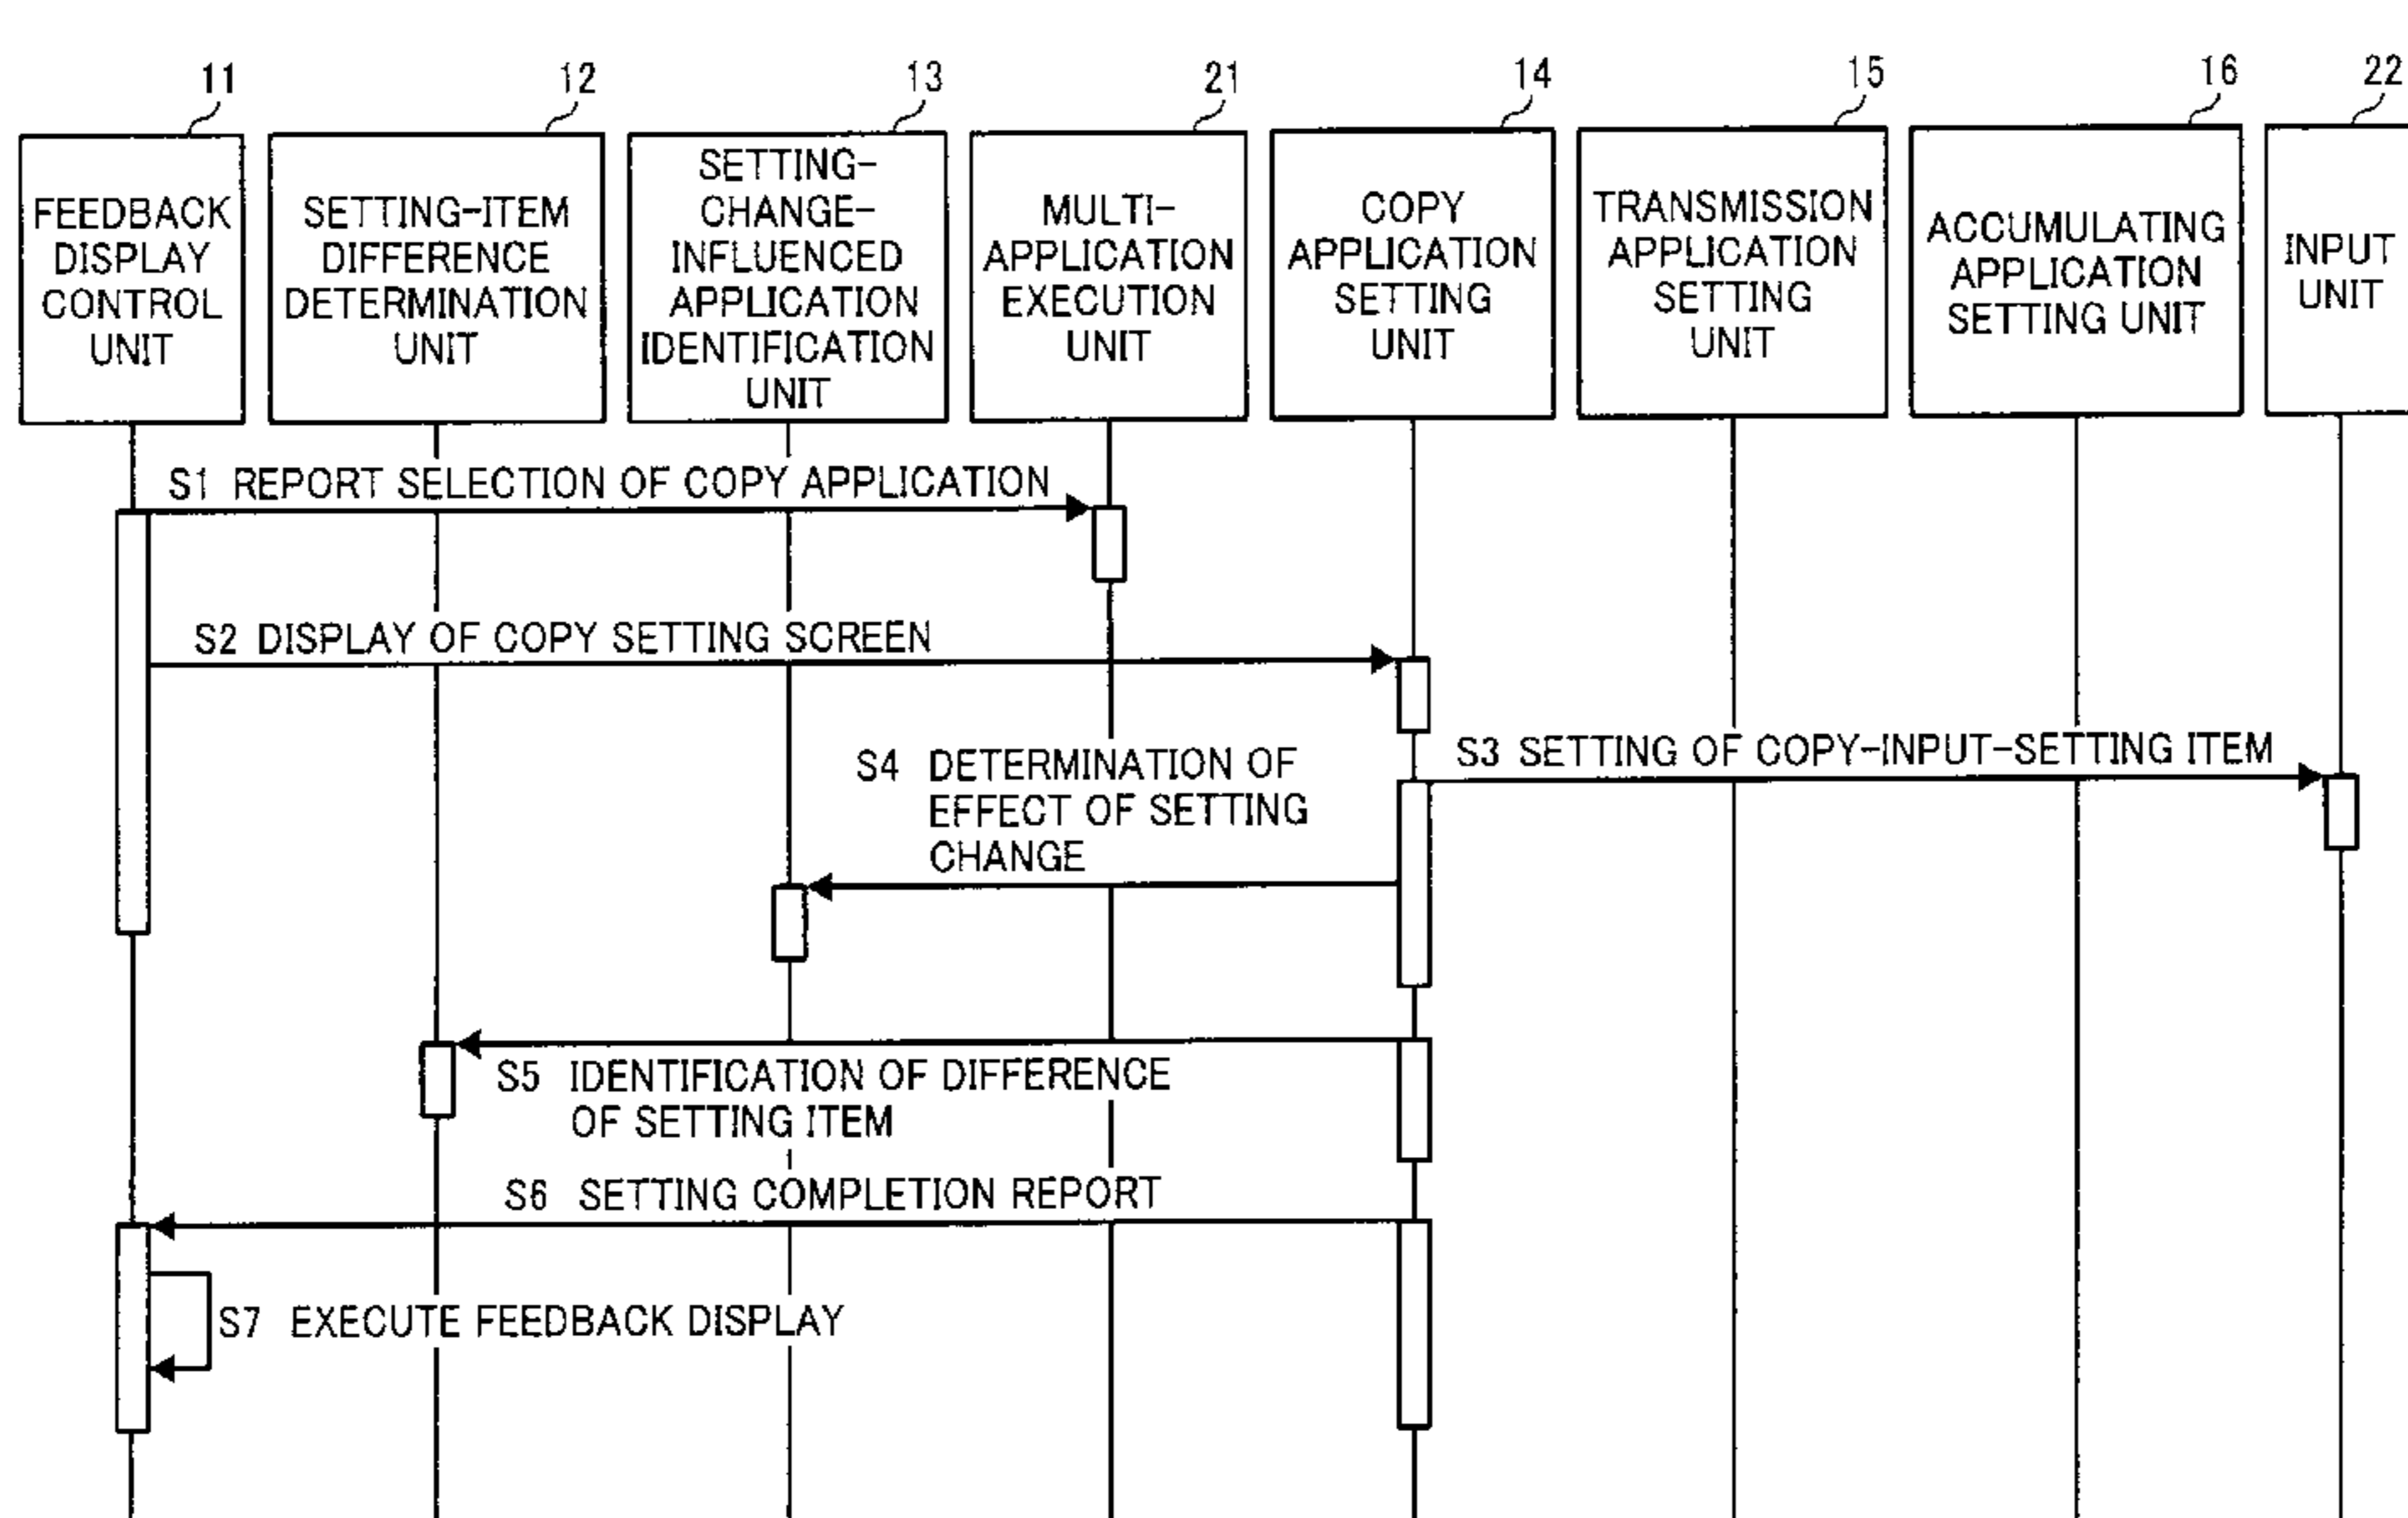 11
12
13
21
14
15
16
22
FEEDBACK
DISPLAY
CONTROL
UNIT
SETTING-ITEM
DIFFERENCE
DETERMINATION
UNIT
SETTING-
CHANGE-
INFLUENCED
APPLICATION
IDENTIFICATION
UNIT
MULTI-
APPLICATION
EXECUTION
UNIT
COPY
APPLICATION
SETTING
UNIT
TRANSMISSION
APPLICATION
SETTING
UNIT
ACCUMULATING
APPLICATION
SETTING UNIT
INPUT
UNIT
S1 REPORT SELECTION OF COPY APPLICATION
S2 DISPLAY OF COPY SETTING SCREEN
S3 SETTING OF COPY-INPUT-SETTING ITEM
S4 DETERMINATION OF
EFFECT OF SETTING
CHANGE
S5 IDENTIFICATION OF DIFFERENCE
OF SETTING ITEM
S6 SETTING COMPLETION REPORT
S7 EXECUTE FEEDBACK DISPLAY